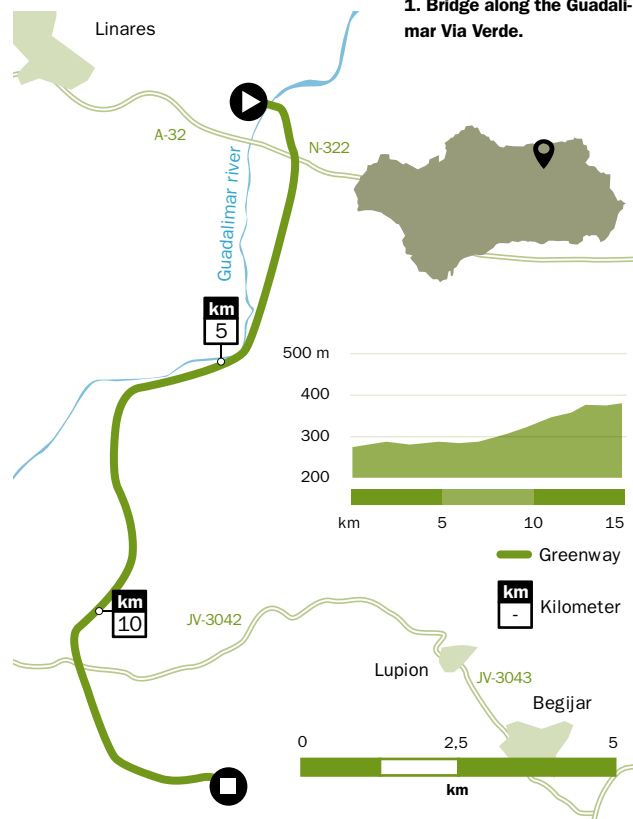 1. Bridge along the Guadali-
mar Via Verde.
Linares
A-32
N-322
Guadalimar river
km
5
500 m
400
300
200
km 5 10 15
Greenway
km
-
Kilometer
km
10
JV-3042
Lupion
JV-3043
Begijar
0 2,5 5
km